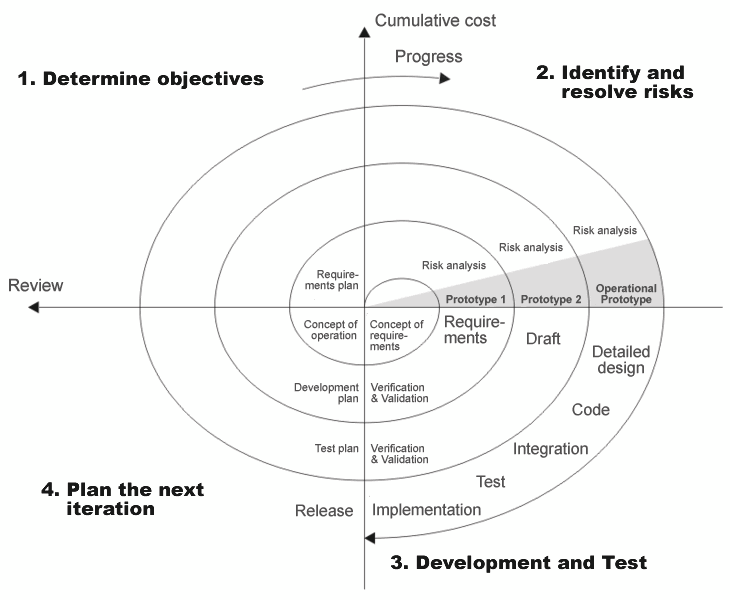 Cumulative cost
Progress
1. Determine objectives
2. Identify and
resolve risks
Risk analysis
Risk analysis
Risk analysis
Require-
ments plan
Review
Prototype 1
Prototype 2
Operational
Prototype
Concept of
operation
Concept of
require-
ments
Require-
ments
Draft
Detailed
design
Development
plan
Verification
& Validation
Code
Test plan
Verification
& Validation
Integration
Test
4. Plan the next
iteration
Release
Implementation
3. Development and Test